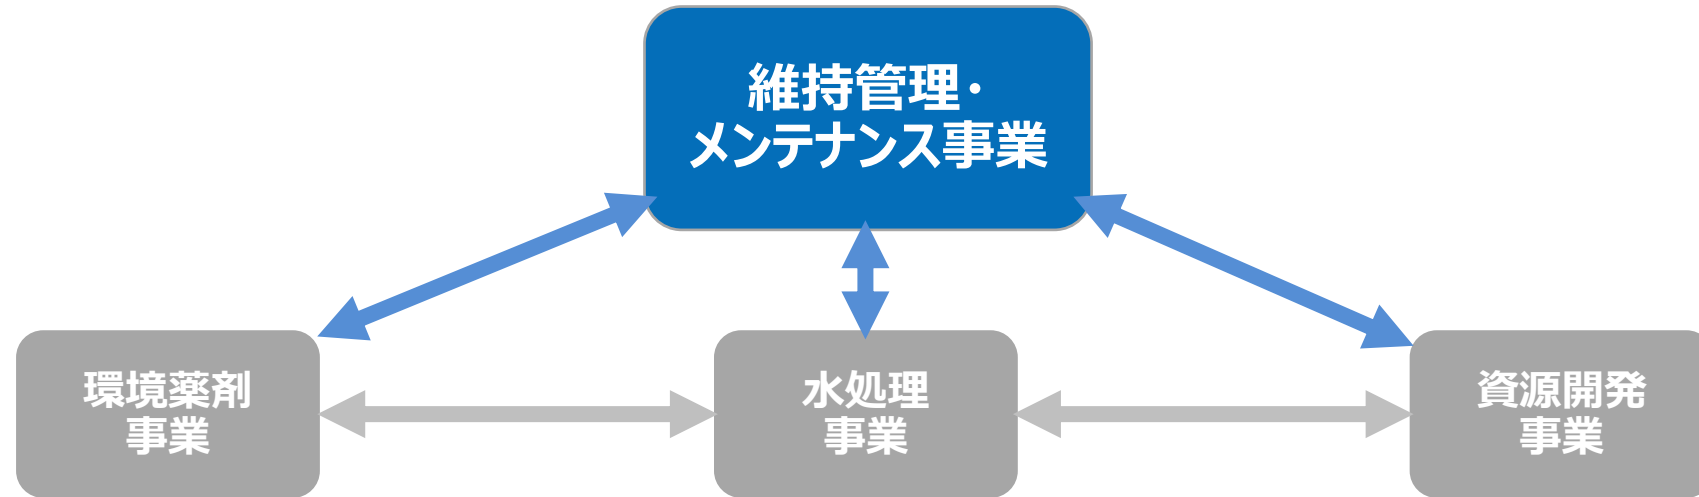 維持管理・
メンテナンス事業
環境薬剤
事業
水処理
事業
資源開発
事業